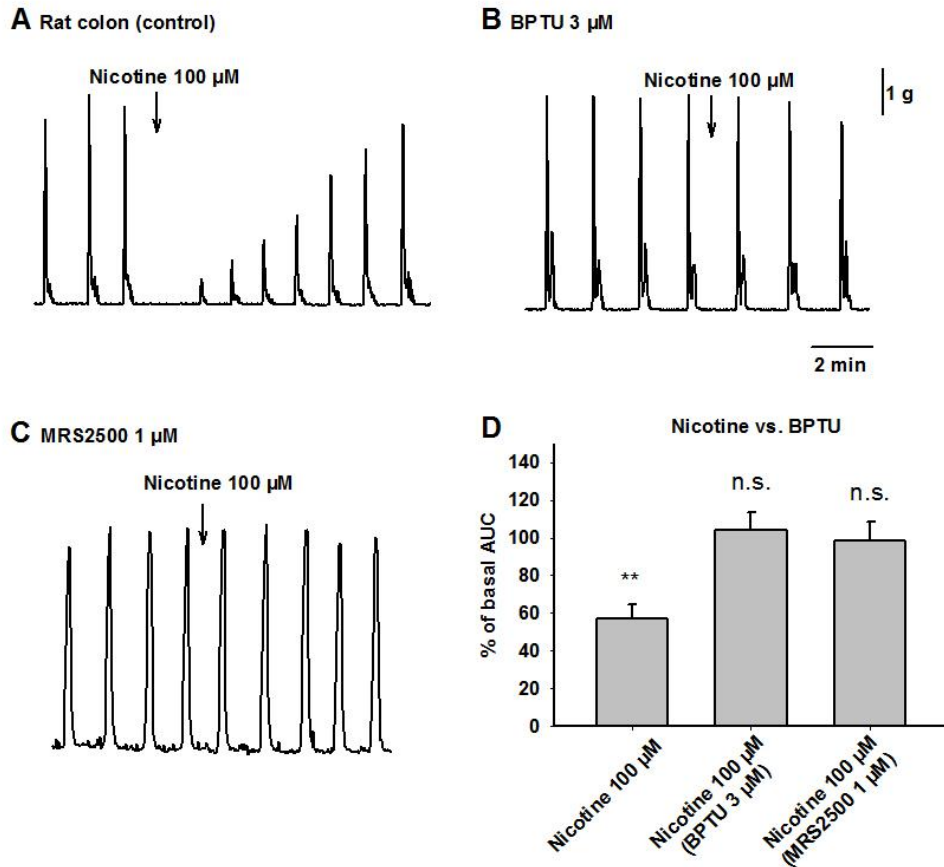 A Rat colon (control)
Nicotine 100 µM
B BPTU 3 µM
Nicotine 100 µM
1 g
2 min
C MRS2500 1 µM
Nicotine 100 µM
D
Nicotine vs. BPTU
% of basal AUC
140
120
100
80
60
40
20
0
**
n.s.
n.s.
Nicotine 100 µM
Nicotine 100 µM
(BPTU 3 µM)
Nicotine 100 µM
(MRS2500 1 µM)